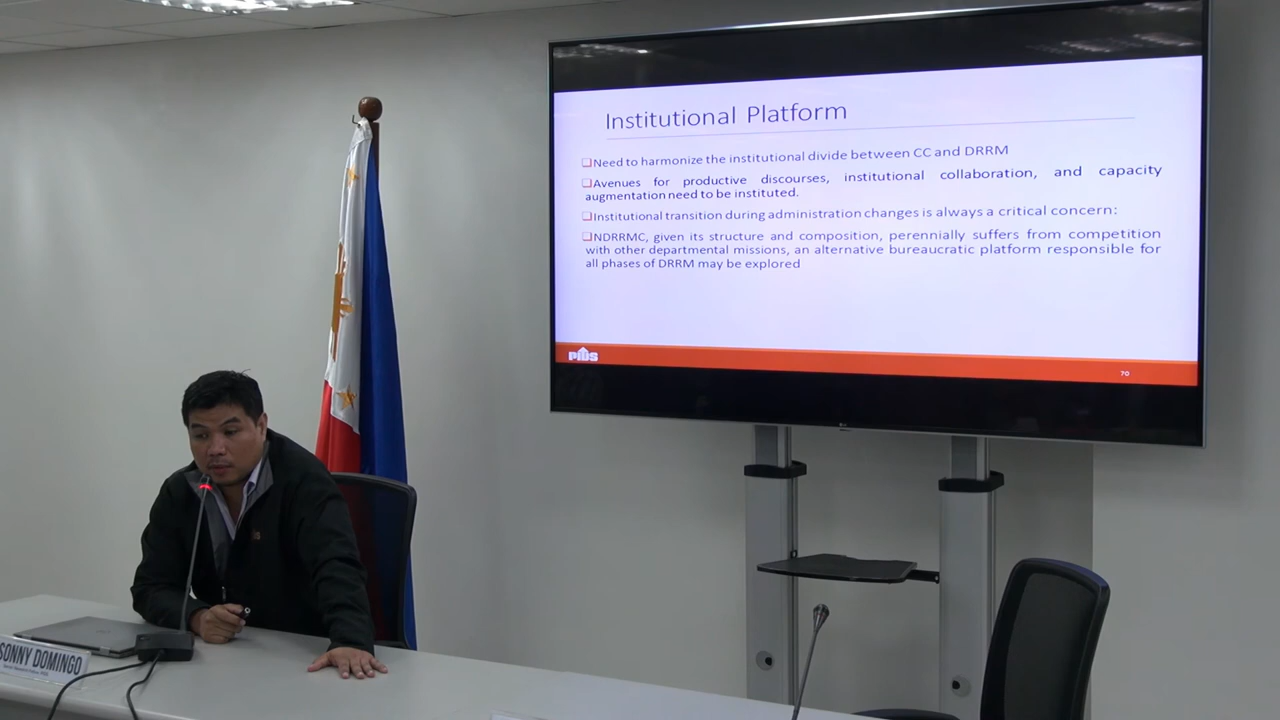 Institutional Platform
❑Need to harmonize the institutional divide between CC and DRRM
❑Avenues for productive discourses, institutional collaboration, and capacity
augmentation need to be instituted.
❑Institutional transition during administration changes is always a critical concern:
❑NDRRMC, given its structure and composition, perennially suffers from competition
with other departmental missions, an alternative bureaucratic platform responsible for
all phases of DRRM may be explored
PIDS
70
SONNY DOMINGO